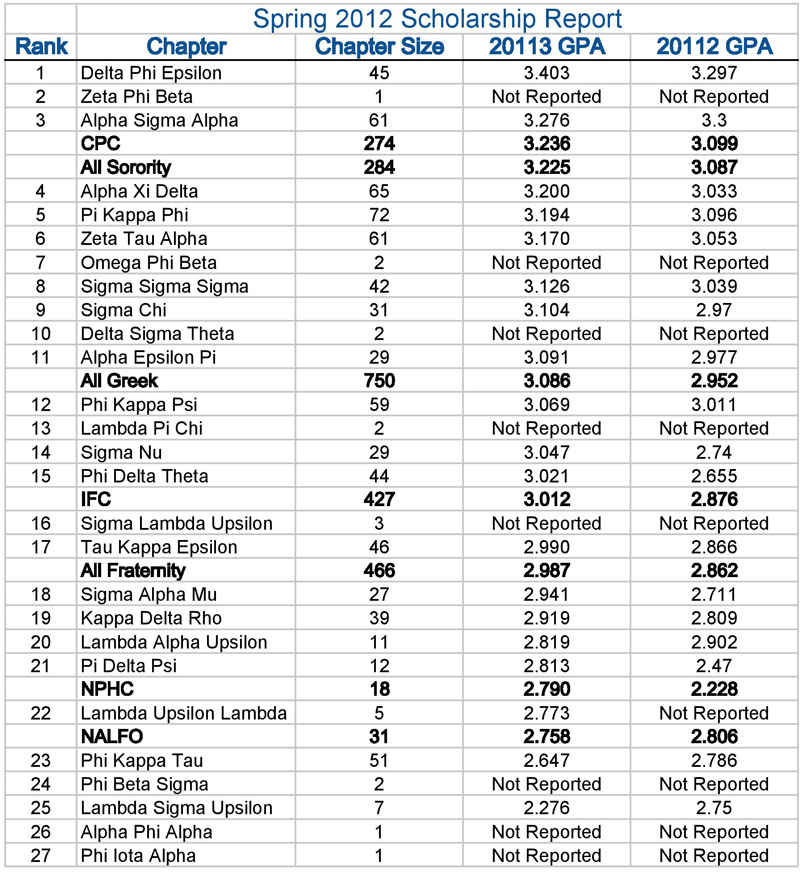 Spring 2012 Scholarship Report
Rank Chapter Chapter Size 20113 GPA 20112 GPA
1 Delta Phi Epsilon 45 3.403 3.297
2 Zeta Phi Beta 1 Not Reported Not Reported
3 Alpha Sigma Alpha 61 3.276 3.3
CPC 274 3.236 3.099
All Sorority 284 3.225 3.087
4 Alpha Xi Delta 65 3.200 3.033
5 Pi Kappa Phi 72 3.194 3.096
6 Zeta Tau Alpha 61 3.170 3.053
7 Omega Phi Beta 2 Not Reported Not Reported
8 Sigma Sigma Sigma 42 3.126 3.039
9 Sigma Chi 31 3.104 2.97
10 Delta Sigma Theta 2 Not Reported Not Reported
11 Alpha Epsilon Pi 29 3.091 2.977
All Greek 750 3.086 2.952
12 Phi Kappa Psi 59 3.069 3.011
13 Lambda Pi Chi 2 Not Reported Not Reported
14 Sigma Nu 29 3.047 2.74
15 Phi Delta Theta 44 3.021 2.655
IFC 427 3.012 2.876
16 Sigma Lambda Upsilon 3 Not Reported Not Reported
17 Tau Kappa Epsilon 46 2.990 2.866
All Fraternity 466 2.987 2.862
18 Sigma Alpha Mu 27 2.941 2.711
19 Kappa Delta Rho 39 2.919 2.809
20 Lambda Alpha Upsilon 11 2.819 2.902
21 Pi Delta Psi 12 2.813 2.47
NPHC 18 2.790 2.228
22 Lambda Upsilon Lambda 5 2.773 Not Reported
NALFO 31 2.758 2.806
23 Phi Kappa Tau 51 2.647 2.786
24 Phi Beta Sigma 2 Not Reported Not Reported
25 Lambda Sigma Upsilon 7 2.276 2.75
26 Alpha Phi Alpha 1 Not Reported Not Reported
27 Phi Iota Alpha 1 Not Reported Not Reported